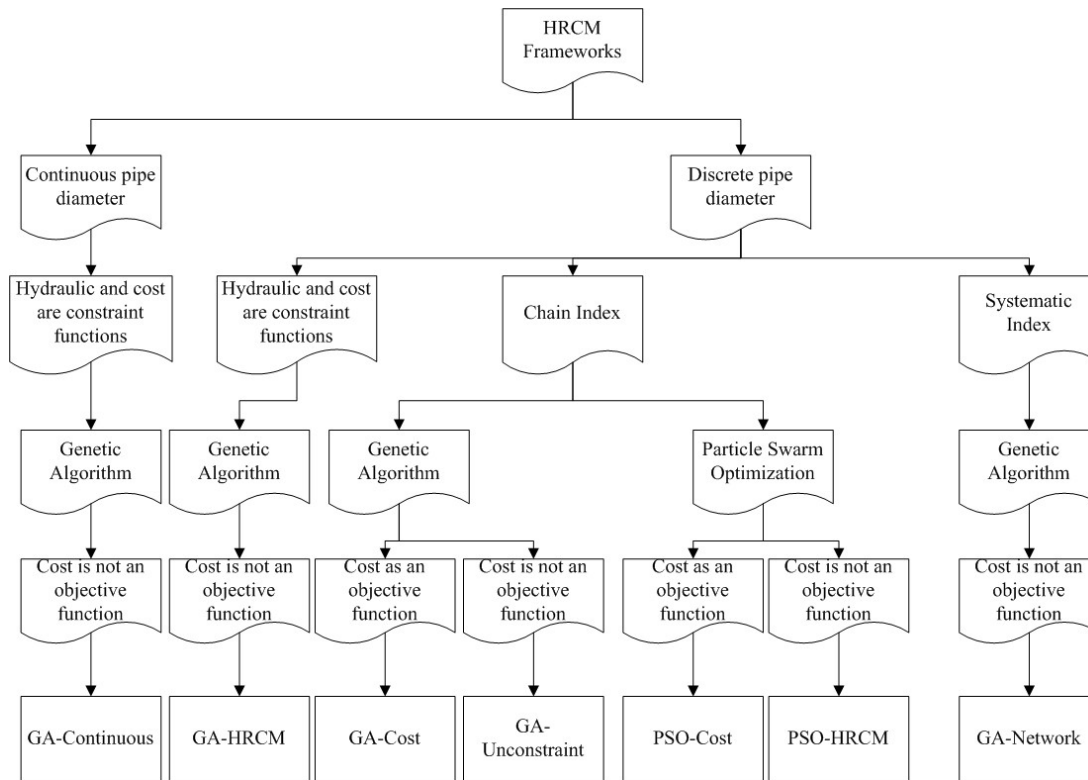 HRCM
Frameworks
Continuous pipe
diameter
Discrete pipe
diameter
Hydraulic and cost
are constraint
functions
Hydraulic and cost
are constraint
functions
Chain Index
Systematic
Index
Genetic
Algorithm
Genetic
Algorithm
Genetic
Algorithm
Particle Swarm
Optimization
Genetic
Algorithm
Cost is not an
objective
function
Cost is not an
objective
function
Cost as an
objective
function
Cost is not an
objective
function
Cost as an
objective
function
Cost is not an
objective
function
Cost is not an
objective
function
GA-Continuous
GA-HRCM
GA-Cost
GA-
Unconstraint
PSO-Cost
PSO-HRCM
GA-Network